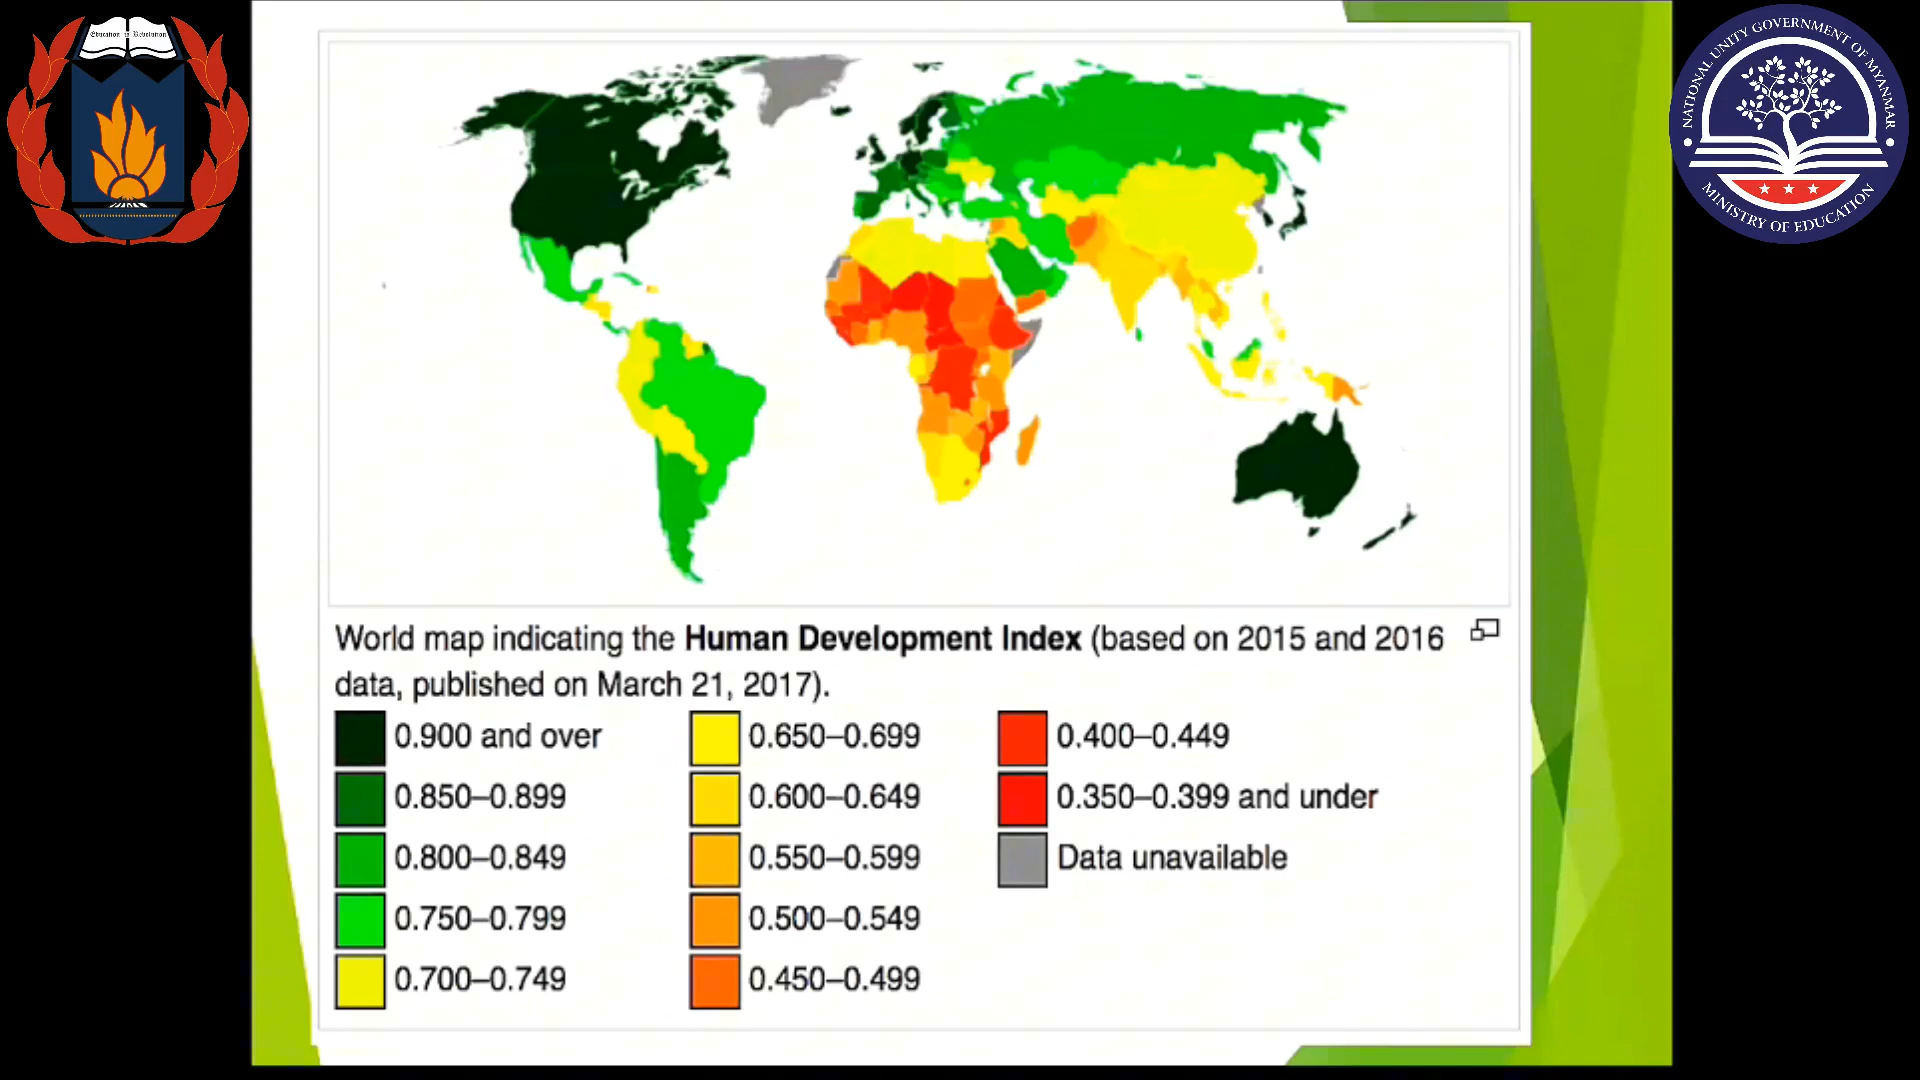 Education in Revolution
NATIONAL UNITY GOVERNMENT OF MYANMAR
MINISTRY OF EDUCATION
World map indicating the Human Development Index (based on 2015 and 2016
data, published on March 21, 2017).
0.900 and over
0.850–0.899
0.800–0.849
0.750–0.799
0.700–0.749
0.650–0.699
0.600–0.649
0.550–0.599
0.500–0.549
0.450–0.499
0.400–0.449
0.350–0.399 and under
Data unavailable